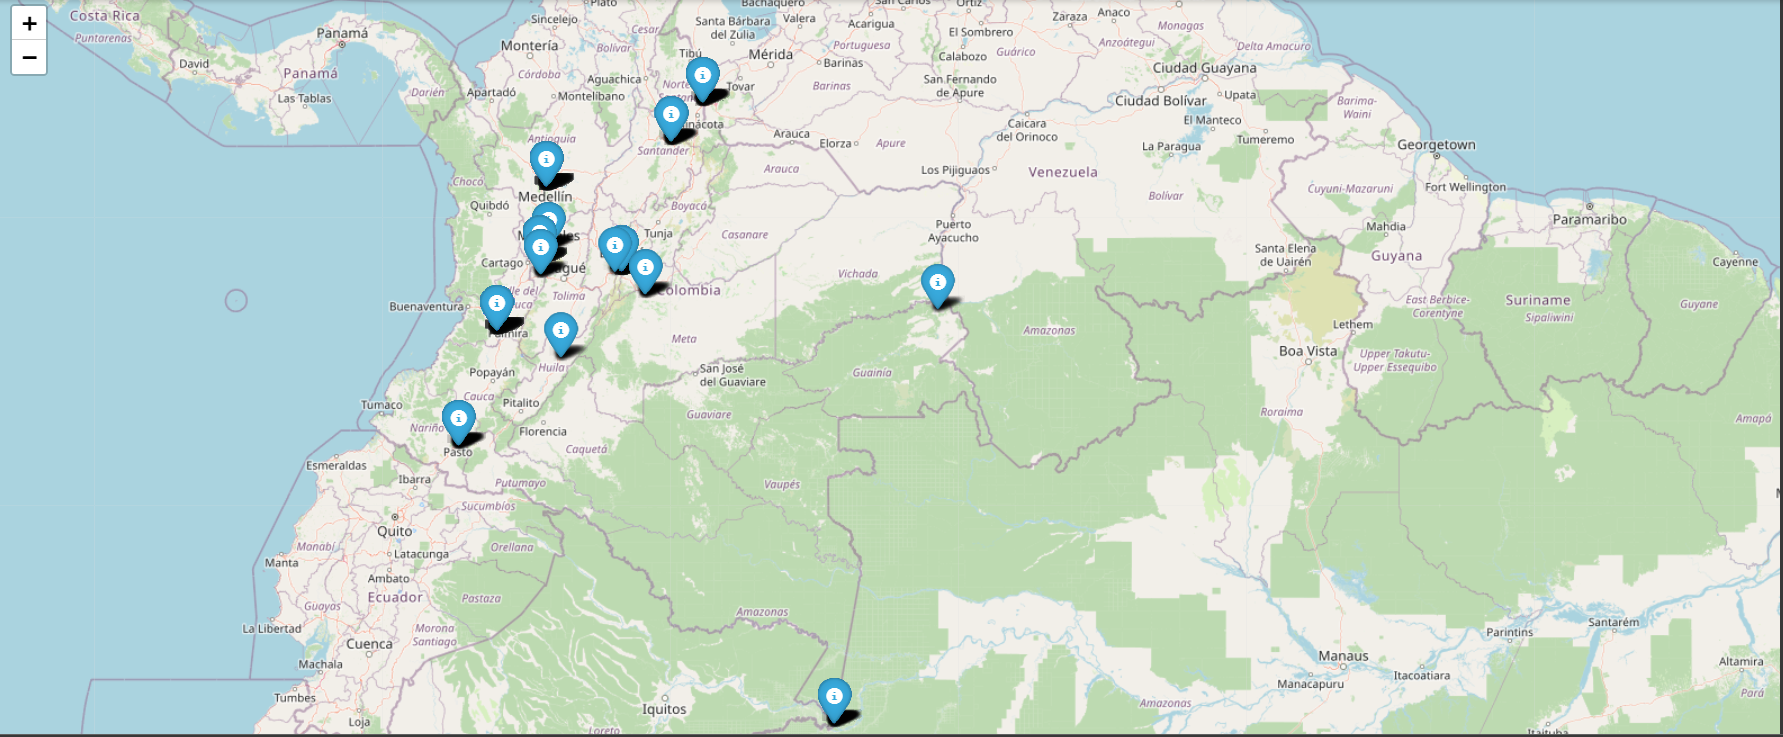 +
−
Costa Rica
Puntarenas
David
Panamá
Panamá
Las Tablas
Darién
Sincelejo
Montería
Córdoba
Apartadó
Montelibano
Bolívar
Cesar
Plato
Santa Bárbara
del Zulia
Bachaquero
Valera
San Carlos
Acarigua
Ortiz
Zaraza
Anaco
Monagas
El Sombrero
Guárico
Anzoátegui
Delta Amacuro
Tibú
Mérida
Portuguesa
Calabozo
Barinas
Barinas
Aguachica
Tovar
San Fernando
de Apure
Ciudad Guayana
Ciudad Bolívar
Upata
El Manteco
Tumeremo
Barima-
Waini
Antioquia
Santander
Arauca
Elorza
Apure
Caicara
del Orinoco
La Paragua
Georgetown
Arauca
Los Pijiguaos
Venezuela
Bolívar
Cuyuni-Mazaruni
Fort Wellington
Chocó
Medellín
Quibdó
Boyacá
Casanare
Tunja
Puerto
Ayacucho
Mahdia
Paramaribo
Santa Elena
de Uairén
Guyana
Cayenne
Cartago
Buenaventura
Tolima
Vichada
Colombia
East Berbice-
Corentyne
Suriname
Sipaliwini
Guyane
Lethem
Amazonas
Meta
Huila
Boa Vista
Upper Takutu-
Upper Essequibo
Popayán
San José
del Guaviare
Guainía
Cauca
Tumaco
Pitalito
Guaviare
Nariño
Florencia
Roraima
Amapá
Pasto
Caquetá
Esmeraldas
Ibarra
Putumayo
Vaupés
Sucumbíos
Quito
Manabí
Orellana
Manta
Latacunga
Ambato
Ecuador
Guayas
Pastaza
Amazonas
La Libertad
Morona
Santiago
Cuenca
Machala
Parintins
Santarém
Manaus
Itacoatiara
Manacapuru
Altamira
Pará
Tumbes
Loja
Iquitos
Loreto
Amazonas
Itaituba